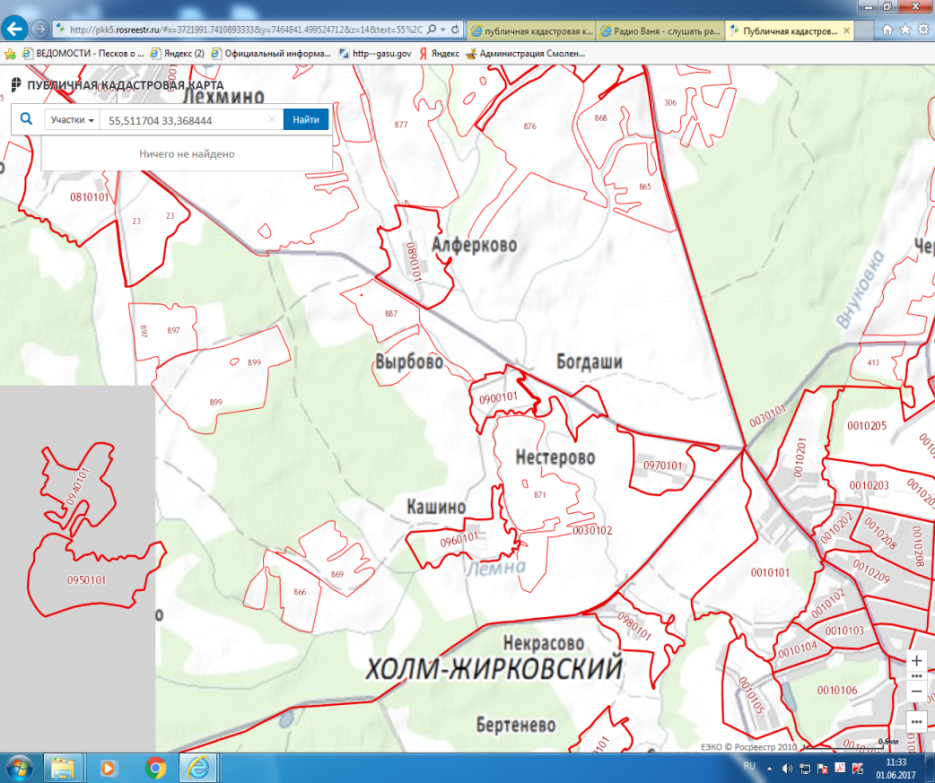 http://pkk5.rosreestr.ru/#x=3721991.7410893333&y=7464841.499524712&z=14&text=55%2C
публичная кадастровая к...
Радио Ваня - слушать ра...
Публичная кадастров...
ВЕДОМОСТИ - Песков о ...
Яндекс (2)
Официальный информа...
http--gasu.gov
Яндекс
Администрация Смолен...
ПУБЛИЧНАЯ КАДАСТРОВАЯ КАРТА
Лехмино
Участки
55,511704 33,368444
Найти
Ничего не найдено
877
876
868
306
865
0810101
23
23
Алферково
0890101
Внуковка
887
897
897
899
899
Вырбово
Богдаши
413
0900101
0030101
0010205
0010201
Нестерово
0970101
0010203
871
0940101
Кашино
0010202
0010208
0010208
0960101
0030102
Лемна
0950101
869
866
0010101
0010209
0010102
0980101
0010103
Некрасово
0010104
ХОЛМ-ЖИРКОВСКИЙ
0010105
0010106
Бертенево
ЕЭКО © Росреестр 2010
0,6км
RU
11:33
01.06.2017